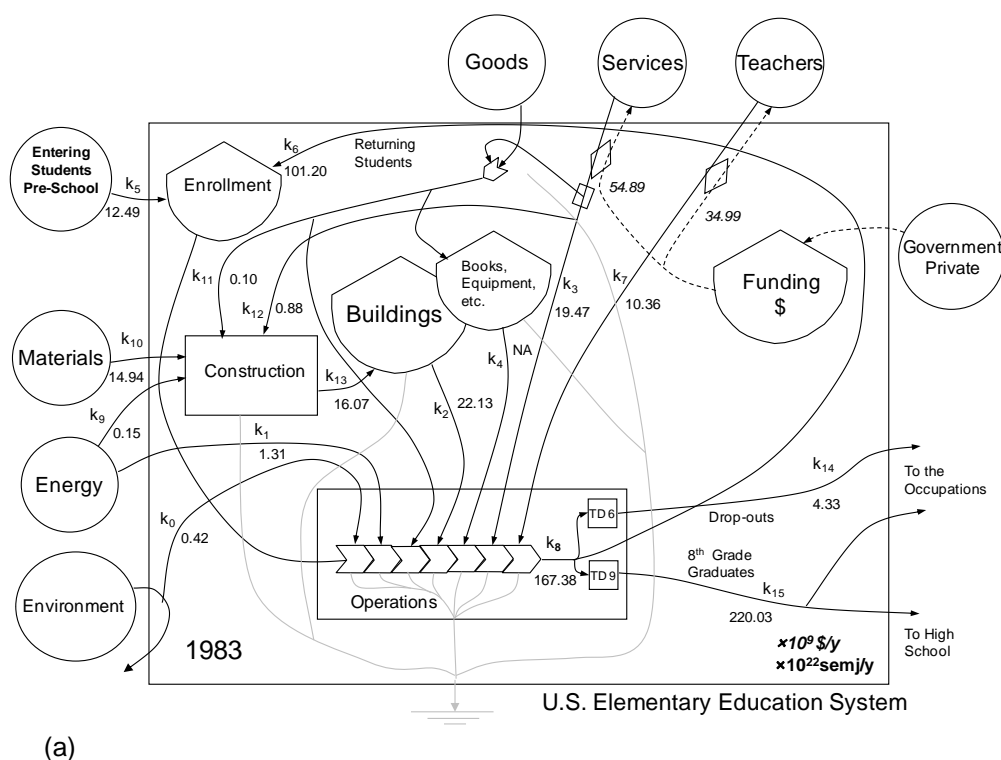 Goods
Services
Teachers
Entering
Students
Pre-School
k5
12.49
Enrollment
k6
101.20
Returning
Students
54.89
34.99
Government
Private
Funding
$
k11
0.10
k12
0.88
Buildings
Books,
Equipment,
etc.
k3
19.47
k7
10.36
Materials
k10
14.94
Construction
k13
16.07
k4
NA
k2
22.13
k9
0.15
Energy
k1
1.31
k0
0.42
Environment
Operations
k8
167.38
TD6
TD9
Drop-outs
k14
4.33
To the
Occupations
8th Grade
Graduates
k15
220.03
To High
School
1983
×10⁹ $/y
×10²²semj/y
U.S. Elementary Education System
(a)